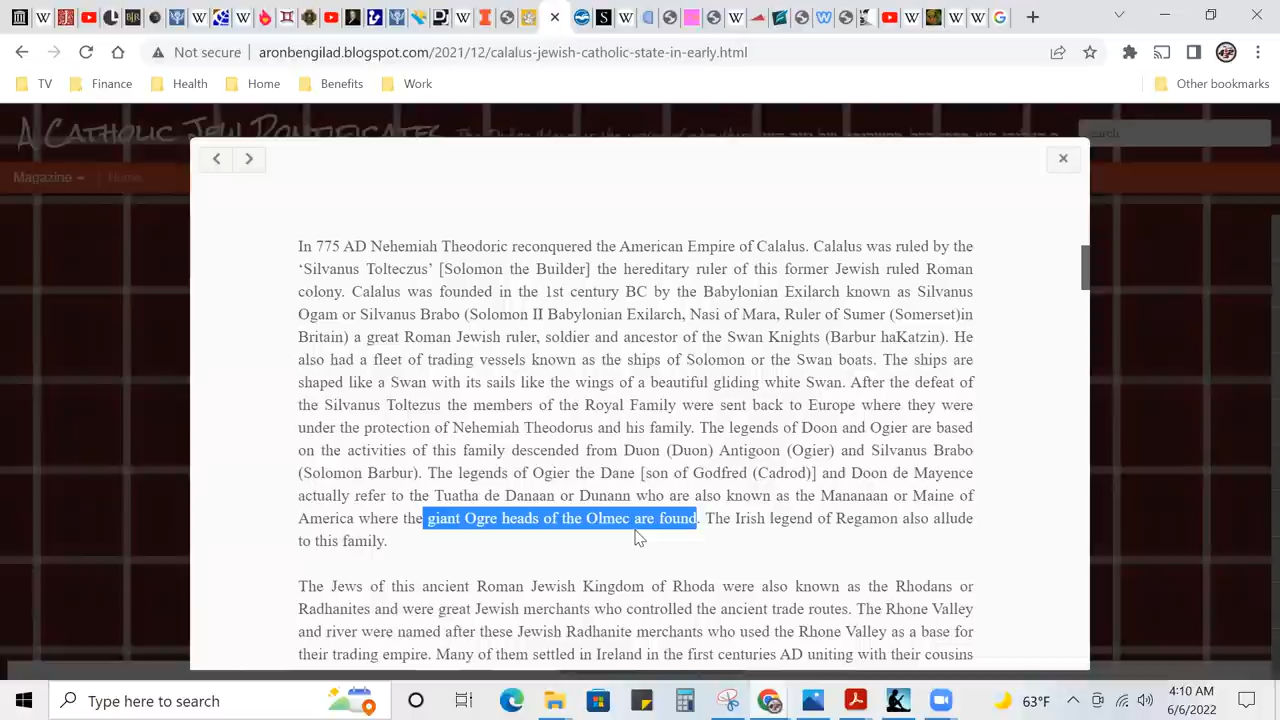 Not secure
aronbengilad.blogspot.com/2021/12/calalus-jewish-catholic-state-in-early.html
TV
Finance
Health
Home
Benefits
Work
Other bookmarks
A Catholic Jew Pontificates
Magazine
Home
search
In 775 AD Nehemiah Theodoric reconquered the American Empire of Calalus. Calalus was ruled by the
‘Silvanus Tolteczus’ [Solomon the Builder] the hereditary ruler of this former Jewish ruled Roman
colony. Calalus was founded in the 1st century BC by the Babylonian Exilarch known as Silvanus
Ogam or Silvanus Brabo (Solomon II Babylonian Exilarch, Nasi of Mara, Ruler of Sumer (Somerset)in
Britain) a great Roman Jewish ruler, soldier and ancestor of the Swan Knights (Barbur haKatzin). He
also had a fleet of trading vessels known as the ships of Solomon or the Swan boats. The ships are
shaped like a Swan with its sails like the wings of a beautiful gliding white Swan. After the defeat of
the Silvanus Toltezus the members of the Royal Family were sent back to Europe where they were
under the protection of Nehemiah Theodorus and his family. The legends of Doon and Ogier are based
on the activities of this family descended from Duon (Duon) Antigoon (Ogier) and Silvanus Brabo
(Solomon Barbur). The legends of Ogier the Dane [son of Godfred (Cadrod)] and Doon de Mayence
actually refer to the Tuatha de Danaan or Dunann who are also known as the Mananaan or Maine of
America where the giant Ogre heads of the Olmec are found. The Irish legend of Regamon also allude
to this family.
The Jews of this ancient Roman Jewish Kingdom of Rhoda were also known as the Rhodans or
Radhanites and were great Jewish merchants who controlled the ancient trade routes. The Rhone Valley
and river were named after these Jewish Radhanite merchants who used the Rhone Valley as a base for
their trading empire. Many of them settled in Ireland in the first centuries AD uniting with their cousins
Type here to search
63°F
4:10 AM
6/6/2022